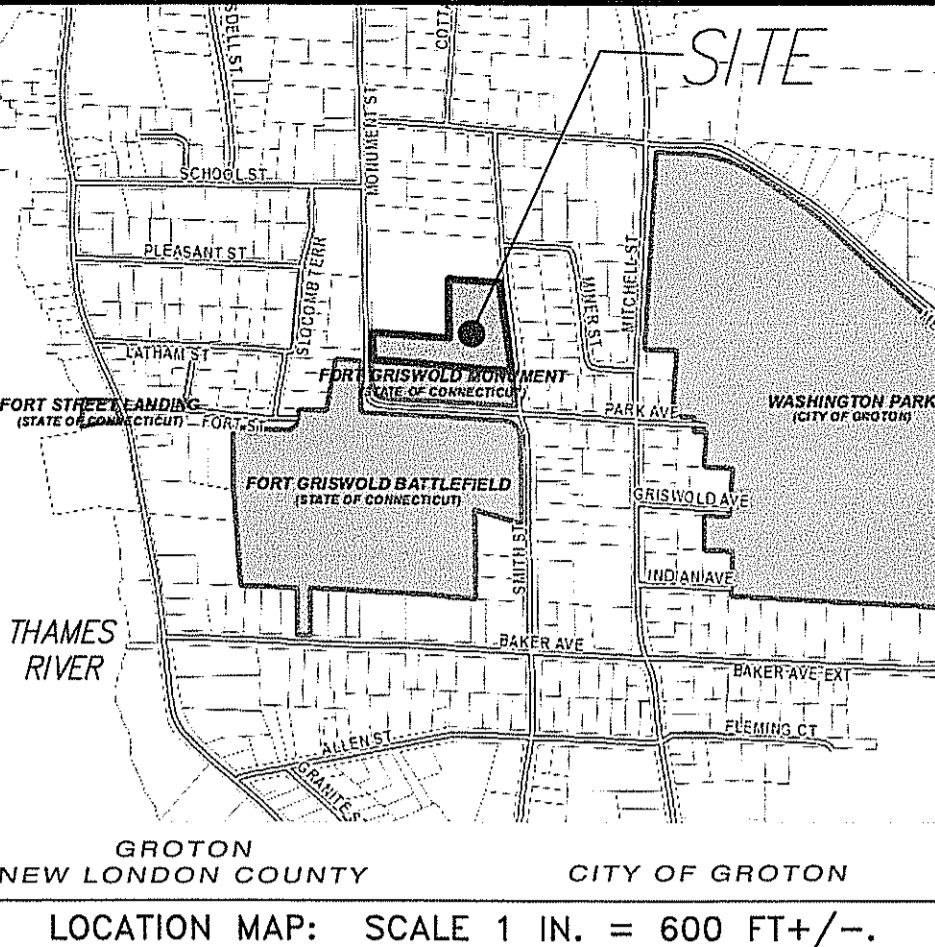 SITE
MONUMENT ST
SCHOOL ST
PLEASANT ST
SLOCOMB TERR
MINER ST
MITCHELL ST
LATHAM ST
FORT GRISWOLD MONUMENT
(STATE OF CONNECTICUT)
FORT STREET LANDING
(STATE OF CONNECTICUT)
FORT ST
PARK AVE
WASHINGTON PARK
(CITY OF GROTON)
FORT GRISWOLD BATTLEFIELD
(STATE OF CONNECTICUT)
GRISWOLD AVE
SMITH ST
INDIAN AVE
THAMES
RIVER
BAKER AVE
BAKER AVE EXT
FLEMING CT
ALLEN ST
GRANITE
GROTON
NEW LONDON COUNTY
CITY OF GROTON
LOCATION MAP: SCALE 1 IN. = 600 FT+/-.